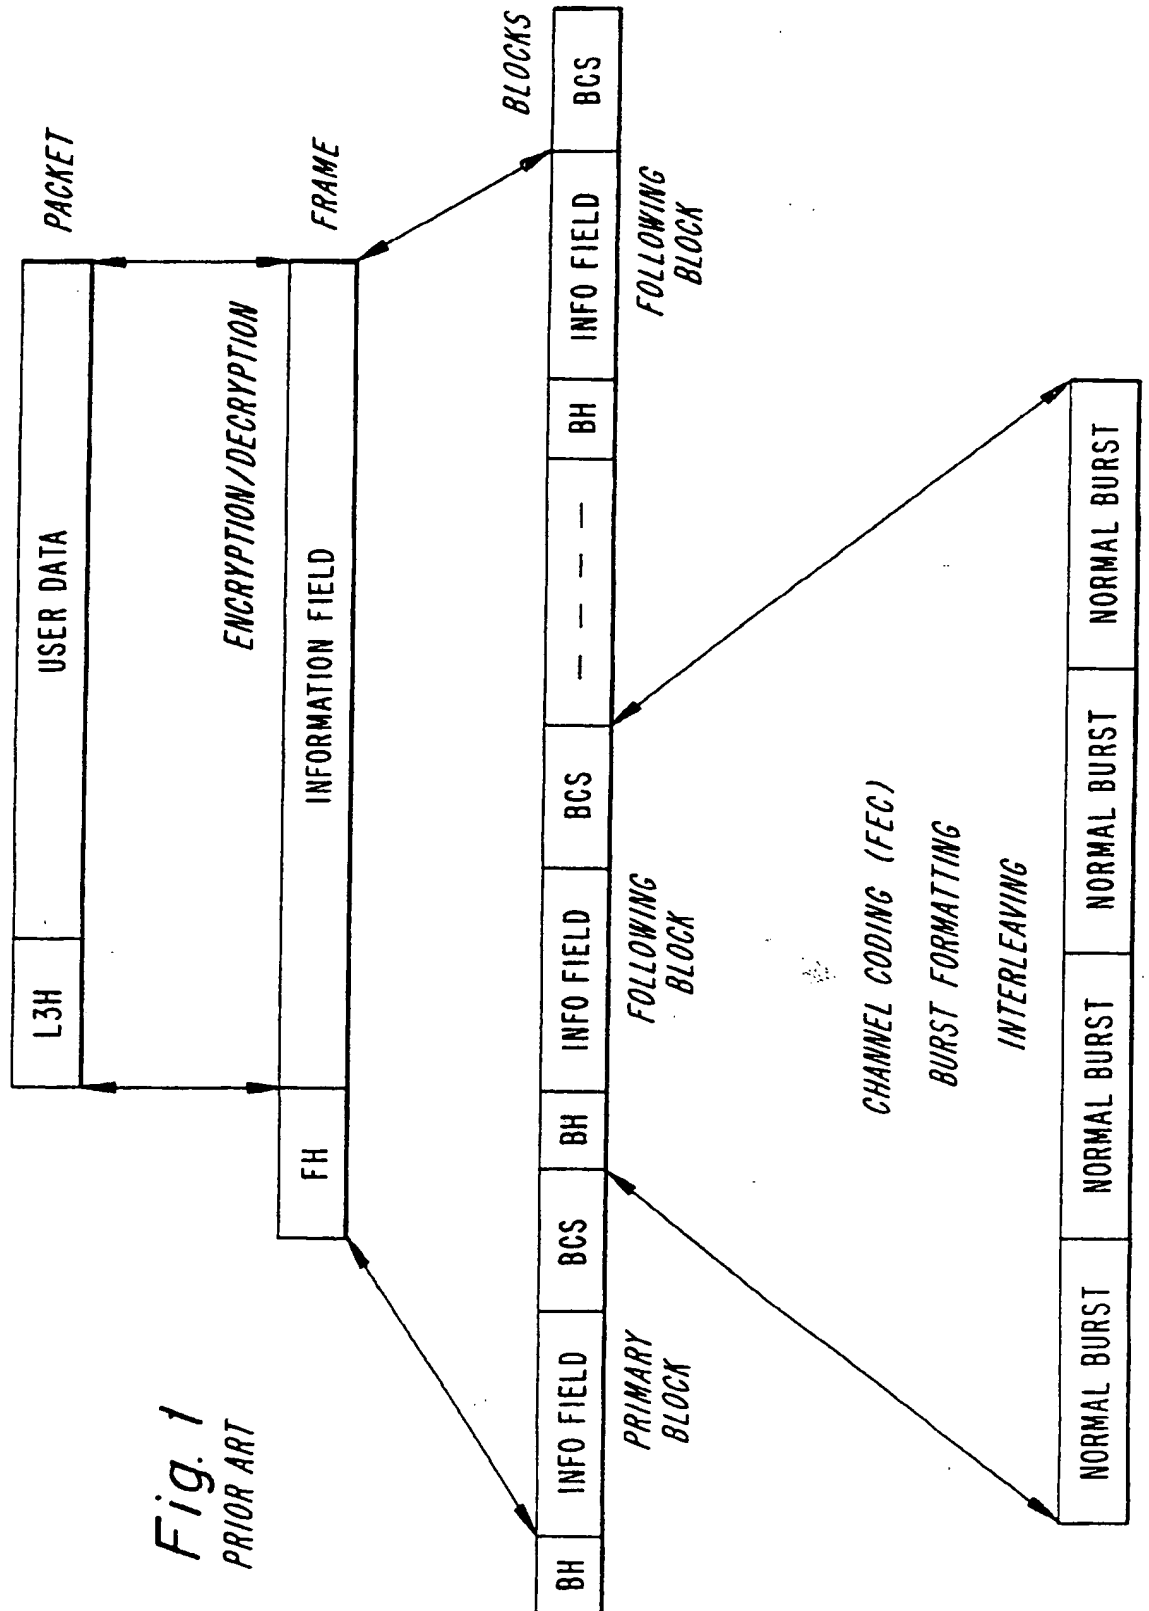 Fig. 1
PRIOR ART
L3H
USER DATA
PACKET
ENCRYPTION/DECRYPTION
FH
INFORMATION FIELD
FRAME
BLOCKS
BH
INFO FIELD
BCS
BH
INFO FIELD
BCS
— — — —
BH
INFO FIELD
BCS
PRIMARY
BLOCK
FOLLOWING
BLOCK
FOLLOWING
BLOCK
CHANNEL CODING (FEC)
BURST FORMATTING
INTERLEAVING
NORMAL BURST
NORMAL BURST
NORMAL BURST
NORMAL BURST